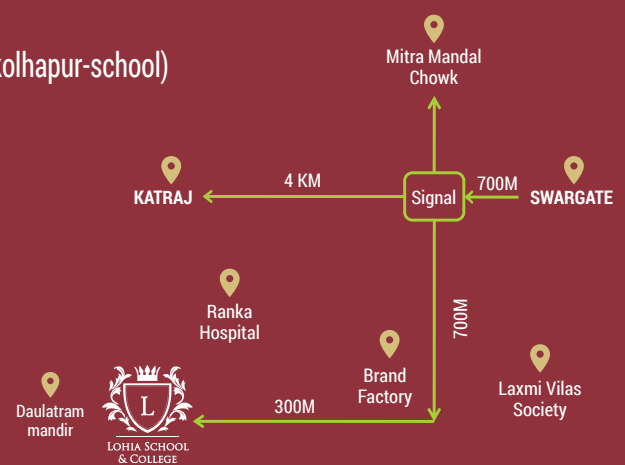 kolhapur-school)
Mitra Mandal
Chowk
KATRAJ
4 KM
Signal
700M
SWARGATE
700M
Ranka
Hospital
Brand
Factory
Laxmi Vilas
Society
Daulatram
mandir
L
LOHIA SCHOOL
& COLLEGE
300M